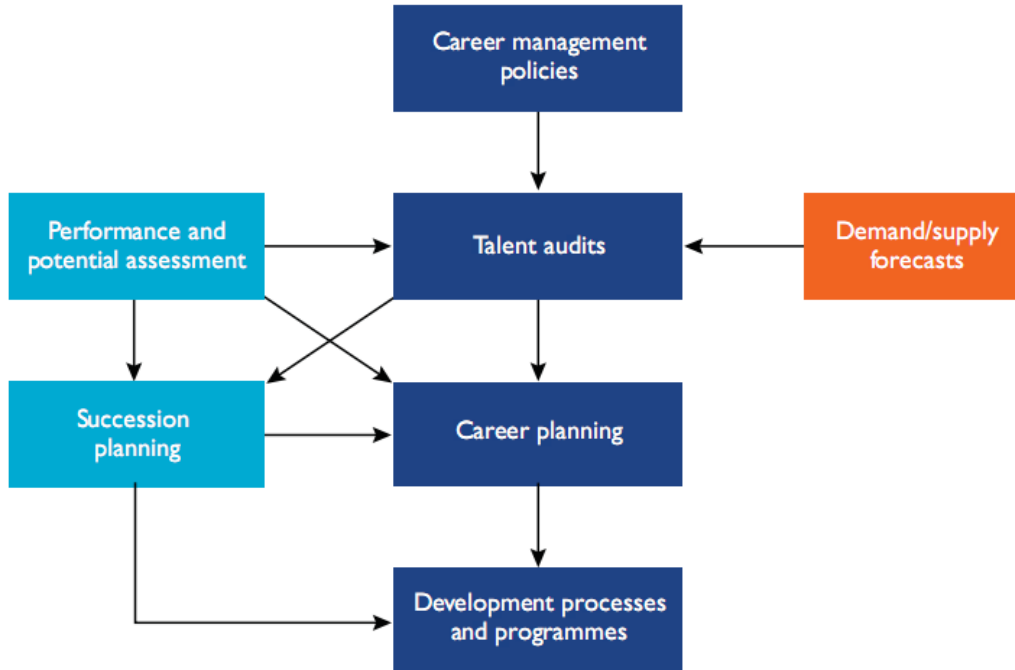 Career management
policies
Performance and
potential assessment
Talent audits
Demand/supply
forecasts
Succession
planning
Career planning
Development processes
and programmes